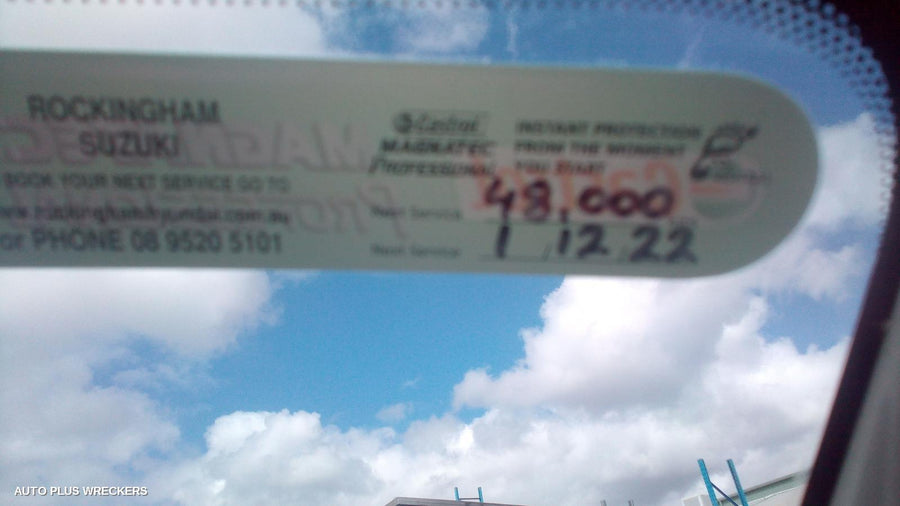 ROCKINGHAM
SUZUKI
BOOK YOUR NEXT SERVICE GO TO
or PHONE 08 9520 5101
Castrol
MAGNATEC
Professional
INSTANT PROTECTION
FROM THE MOMENT
YOU START
Next Service 48,000
Next Service 1 / 12 / 22
AUTO PLUS WRECKERS